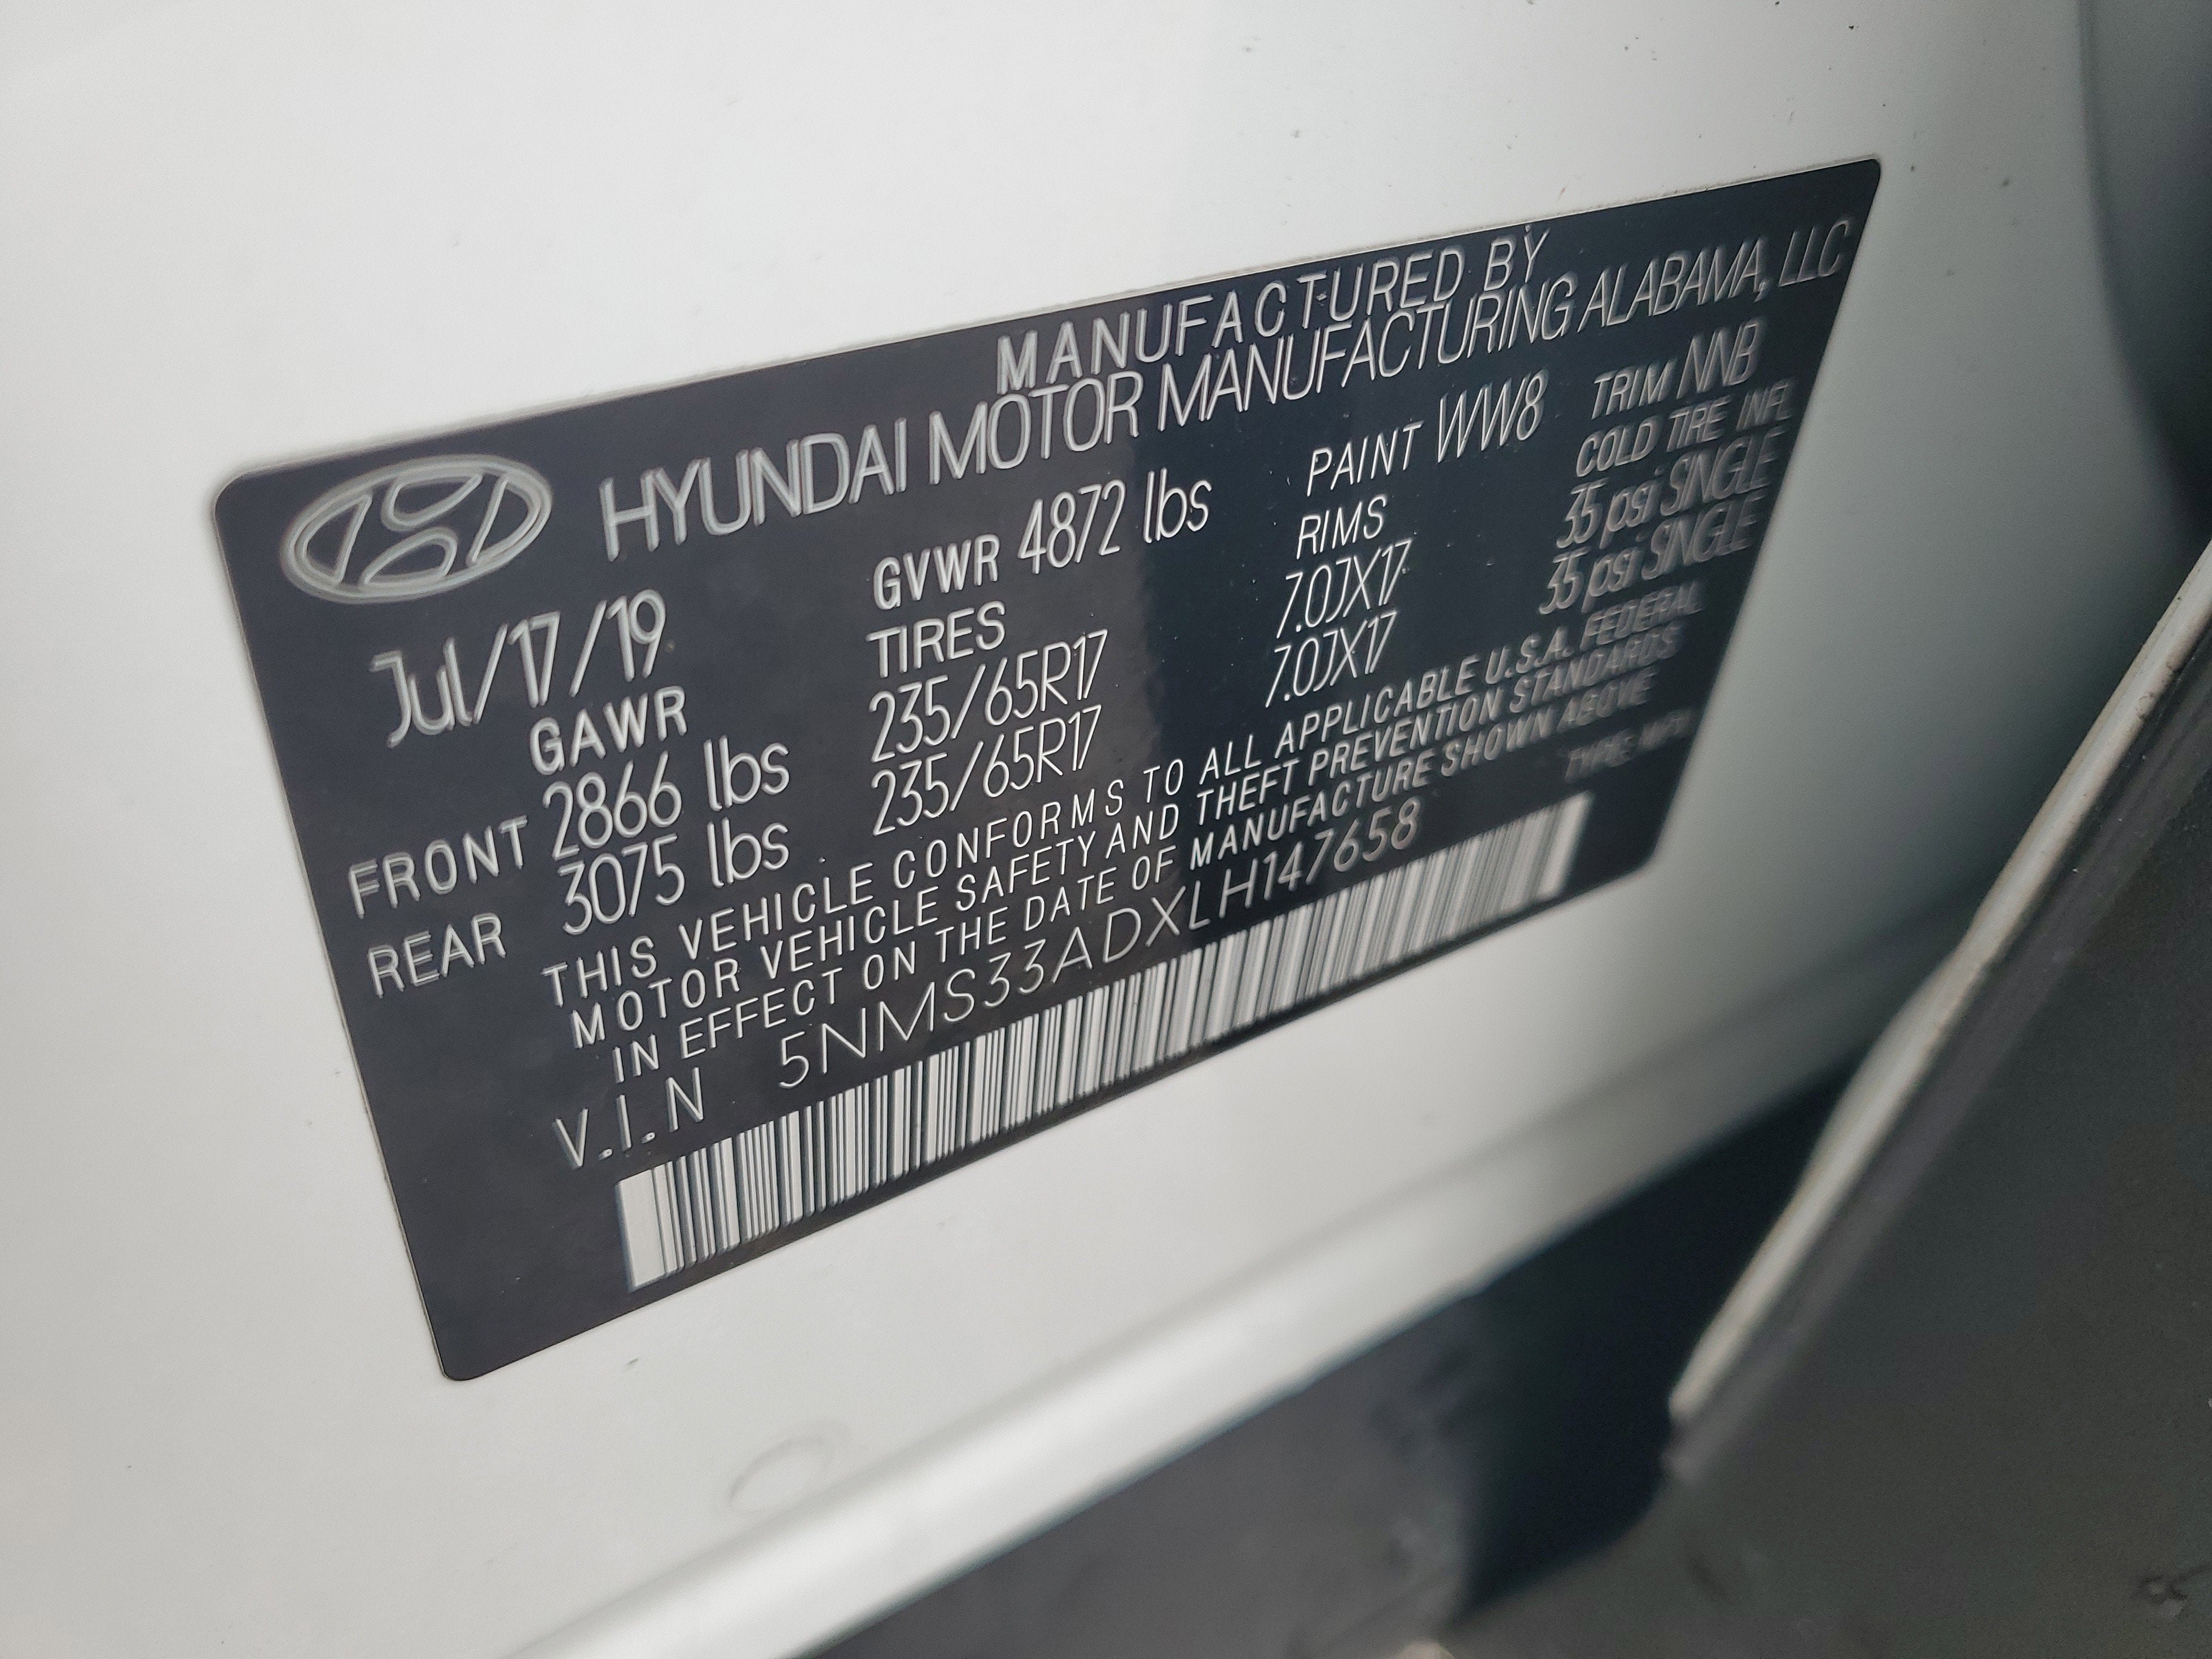 MANUFACTURED BY
HYUNDAI MOTOR MANUFACTURING ALABAMA, LLC
Jul/17/19 GVWR 4872 lbs PAINT WW8 TRIM NNB
GAWR TIRES RIMS COLD TIRE INFL
FRONT 2866 lbs 235/65R17 7.0JX17 35 psi SINGLE
REAR 3075 lbs 235/65R17 7.0JX17 35 psi SINGLE
THIS VEHICLE CONFORMS TO ALL APPLICABLE U.S.A. FEDERAL
MOTOR VEHICLE SAFETY AND THEFT PREVENTION STANDARDS
IN EFFECT ON THE DATE OF MANUFACTURE SHOWN ABOVE
V.I.N 5NMS33ADXLH147658 TYPE: